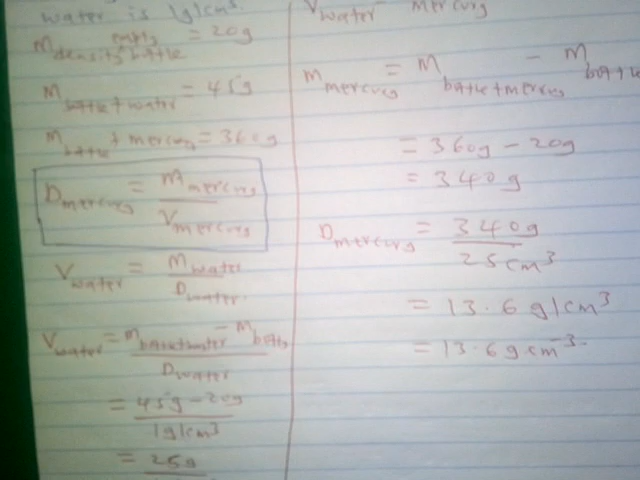 water is 1g/cm³.
M empty density bottle = 20g
M bottle + water = 45g
M bottle + mercury = 360g
D mercury = M mercury / V mercury
V water = M water / D water.
V water = M bottle+water - M bottle / D water
= 45g - 20g / 1g/cm³
= 25g
V water mercury
M mercury = M bottle + mercury - M bottle
= 360g - 20g
= 340g
D mercury = 340g / 25cm³
= 13.6 g/cm³
= 13.6g cm⁻³.